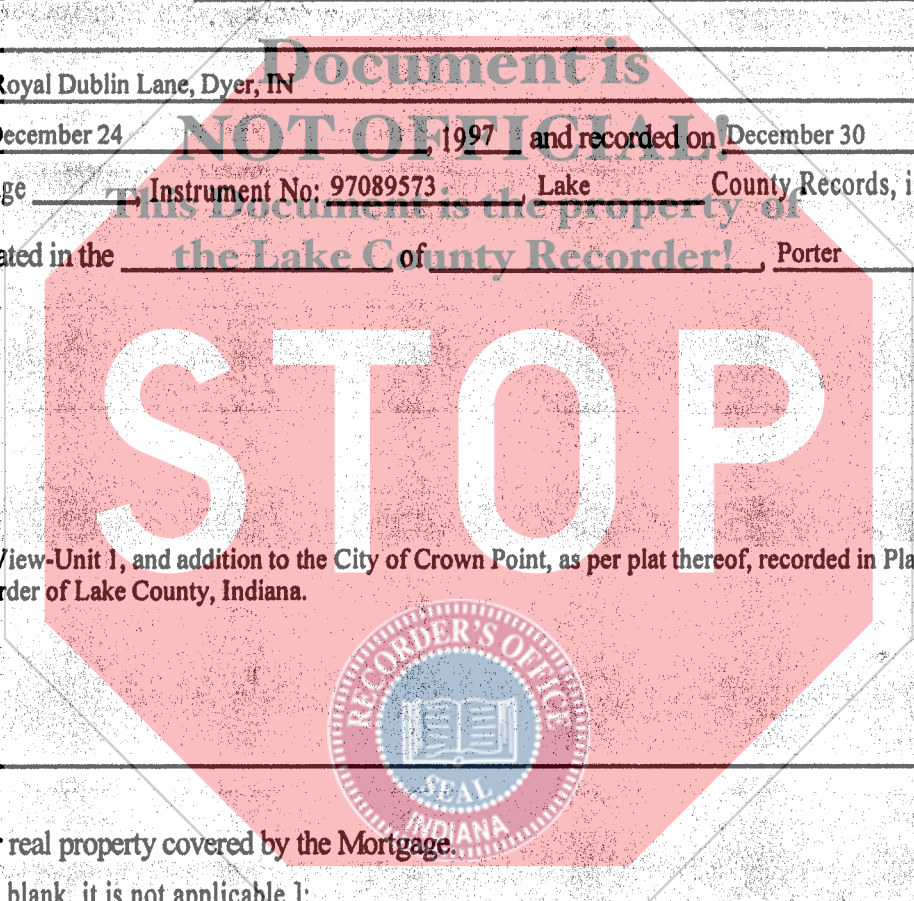 Document is
Royal Dublin Lane, Dyer, IN
December 24 , 1997 and recorded on December 30
NOT OFFICIAL!
ge , Instrument No: 97089573 , Lake County Records, i
This Document is the property of
ated in the of , Porter
the Lake County Recorder!
STOP
View-Unit 1, and addition to the City of Crown Point, as per plat thereof, recorded in Pla
rder of Lake County, Indiana.
RECORDER'S OFFICE
SEAL
INDIANA
real property covered by the Mortgage.
blank, it is not applicable ]: